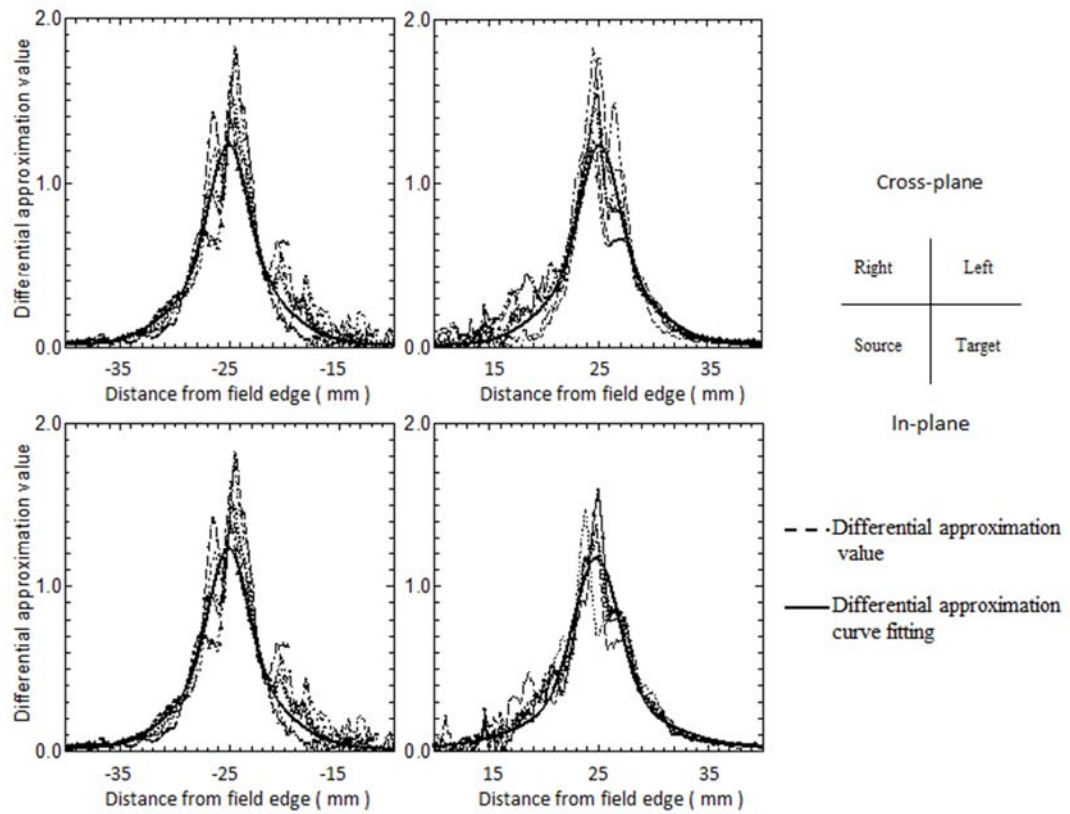 2.0
1.0
0.0
Differential approximation value
-35 -25 -15
Distance from field edge ( mm )
2.0
1.0
0.0
15 25 35
Distance from field edge ( mm )
Cross-plane
Right Left
Source Target
In-plane
2.0
1.0
0.0
Differential approximation value
-35 -25 -15
Distance from field edge ( mm )
2.0
1.0
0.0
15 25 35
Distance from field edge ( mm )
Differential approximation
value
Differential approximation
curve fitting